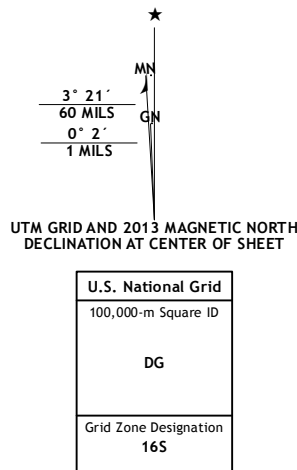 MN
3° 21´
60 MILS
GN
0° 2´
1 MILS
UTM GRID AND 2013 MAGNETIC NORTH
DECLINATION AT CENTER OF SHEET
U.S. National Grid
100,000-m Square ID
DG
Grid Zone Designation
16S